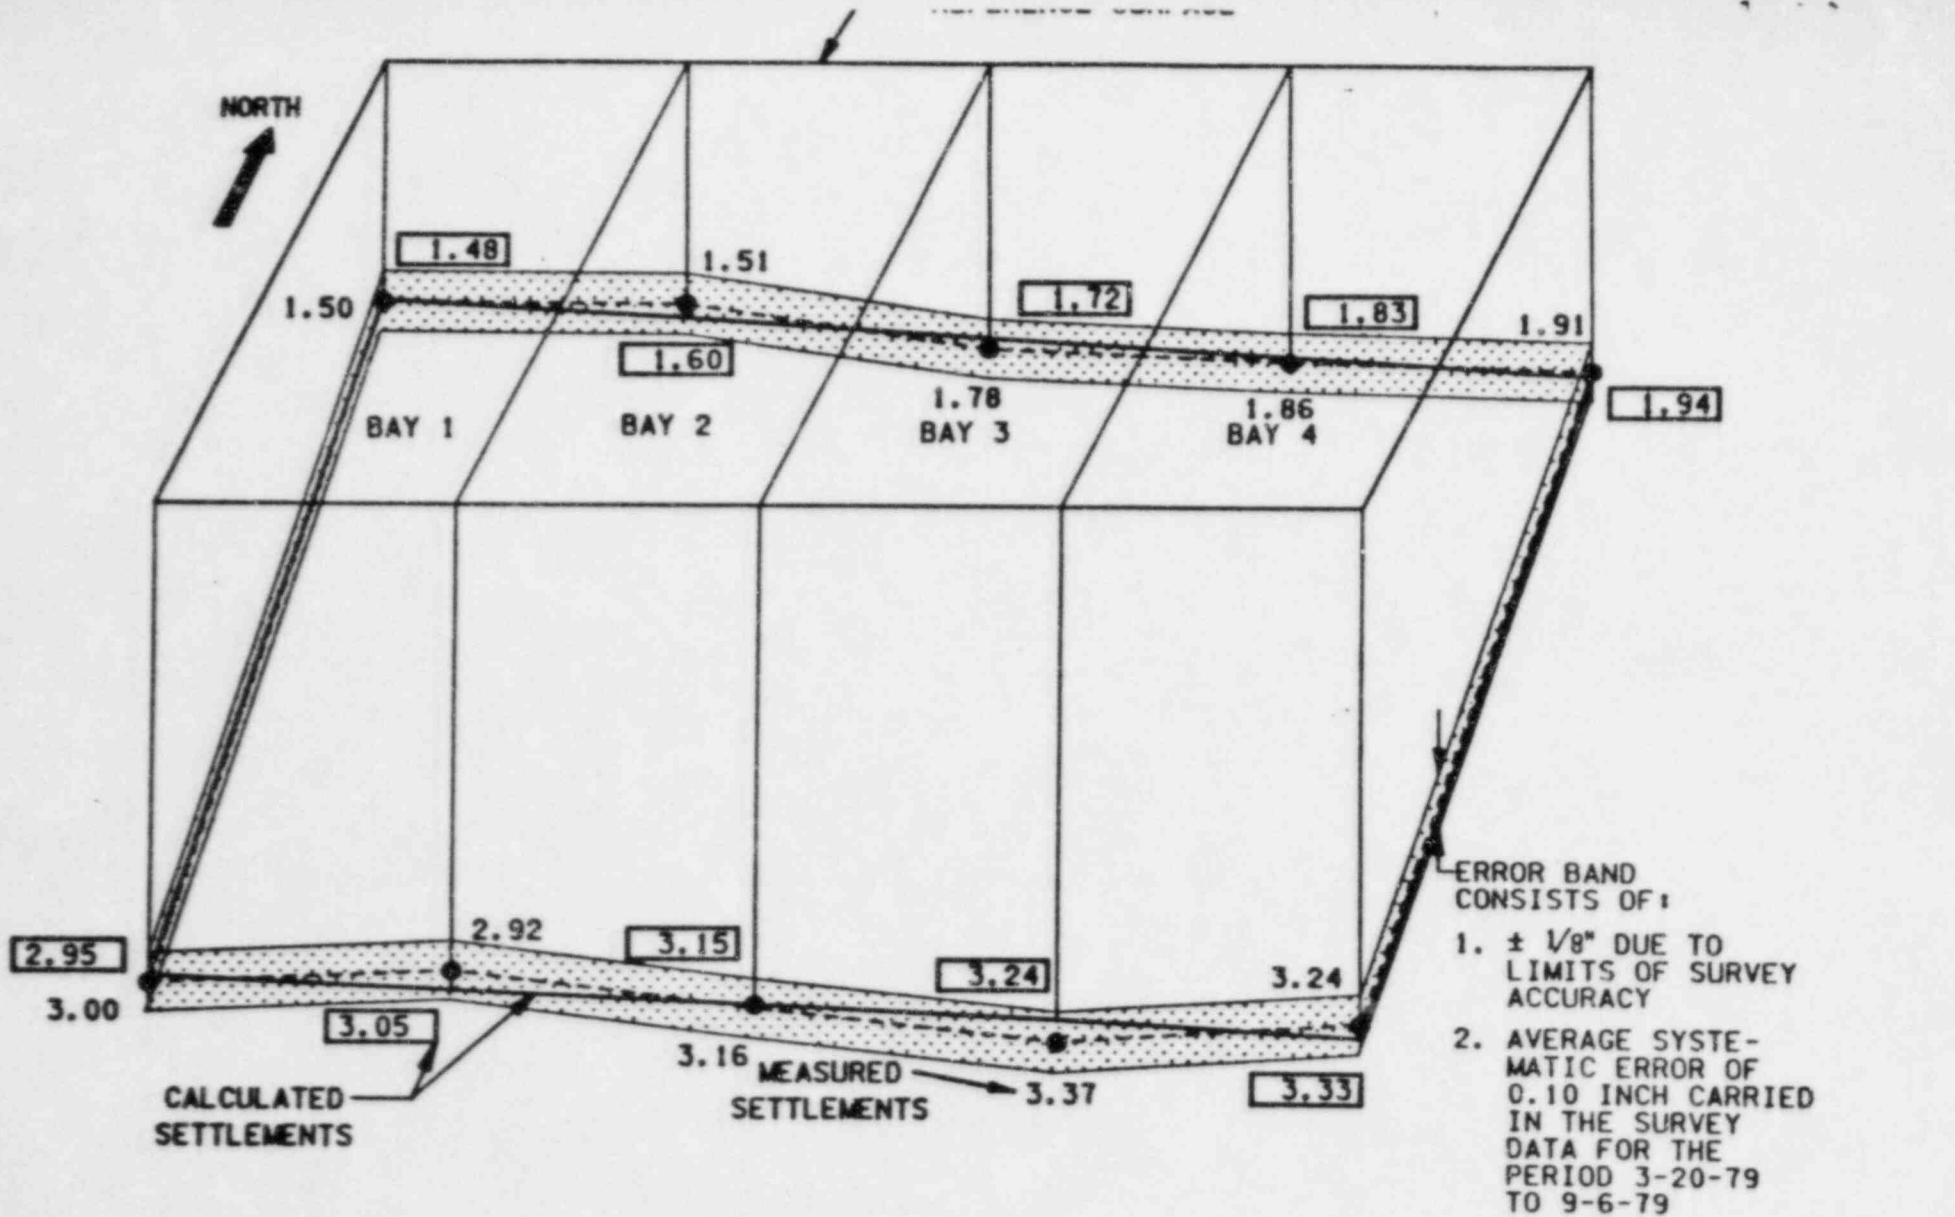 NORTH
1.48
1.51
1.50
1.72
1.83
1.91
1.60
1.78
1.86
1.94
BAY 1
BAY 2
BAY 3
BAY 4
2.95
2.92
3.15
3.24
3.24
3.00
3.05
3.16
3.37
3.33
CALCULATED
SETTLEMENTS
MEASURED
SETTLEMENTS
ERROR BAND
CONSISTS OF:
1. ± 1/8" DUE TO
LIMITS OF SURVEY
ACCURACY
2. AVERAGE SYSTE-
MATIC ERROR OF
0.10 INCH CARRIED
IN THE SURVEY
DATA FOR THE
PERIOD 3-20-79
TO 9-6-79